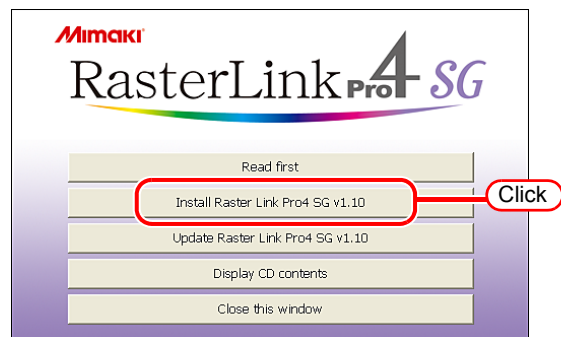 Mimaki
RasterLink Pro4 SG
Read first
Install Raster Link Pro4 SG v1.10
Click
Update Raster Link Pro4 SG v1.10
Display CD contents
Close this window